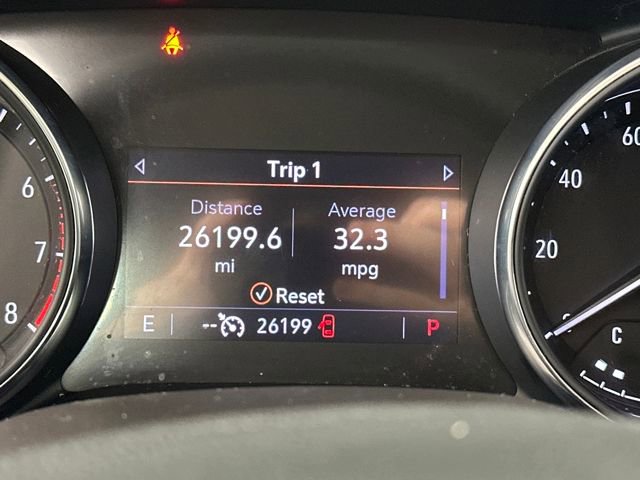 Trip 1
Distance Average
26199.6 32.3
mi mpg
Reset
E -- 26199 P
6
7
8
20
40
60
C